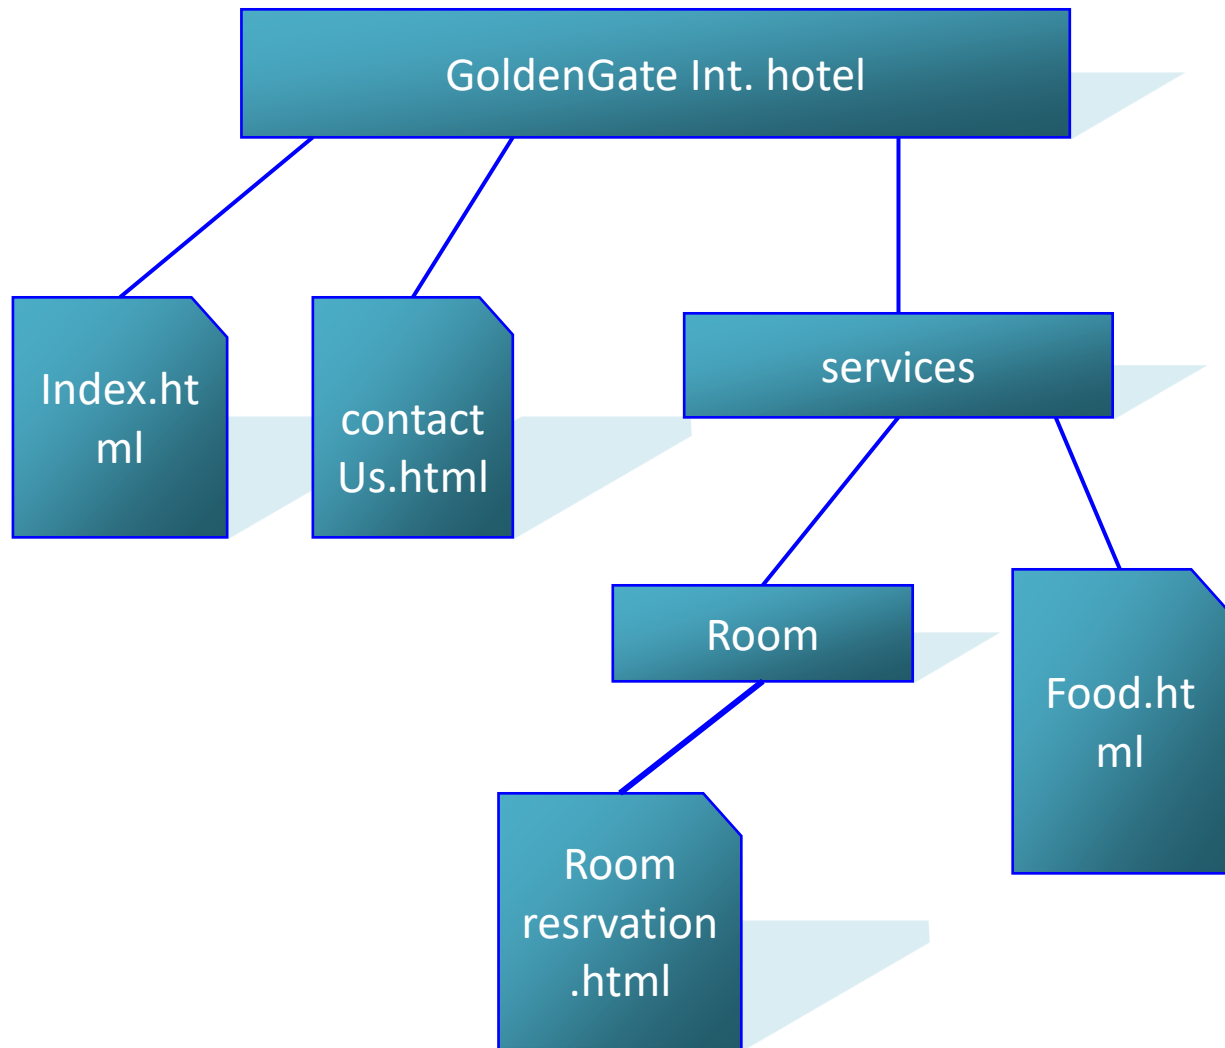 GoldenGate Int. hotel
Index.ht
ml
contact
Us.html
services
Room
Food.ht
ml
Room
resrvation
.html